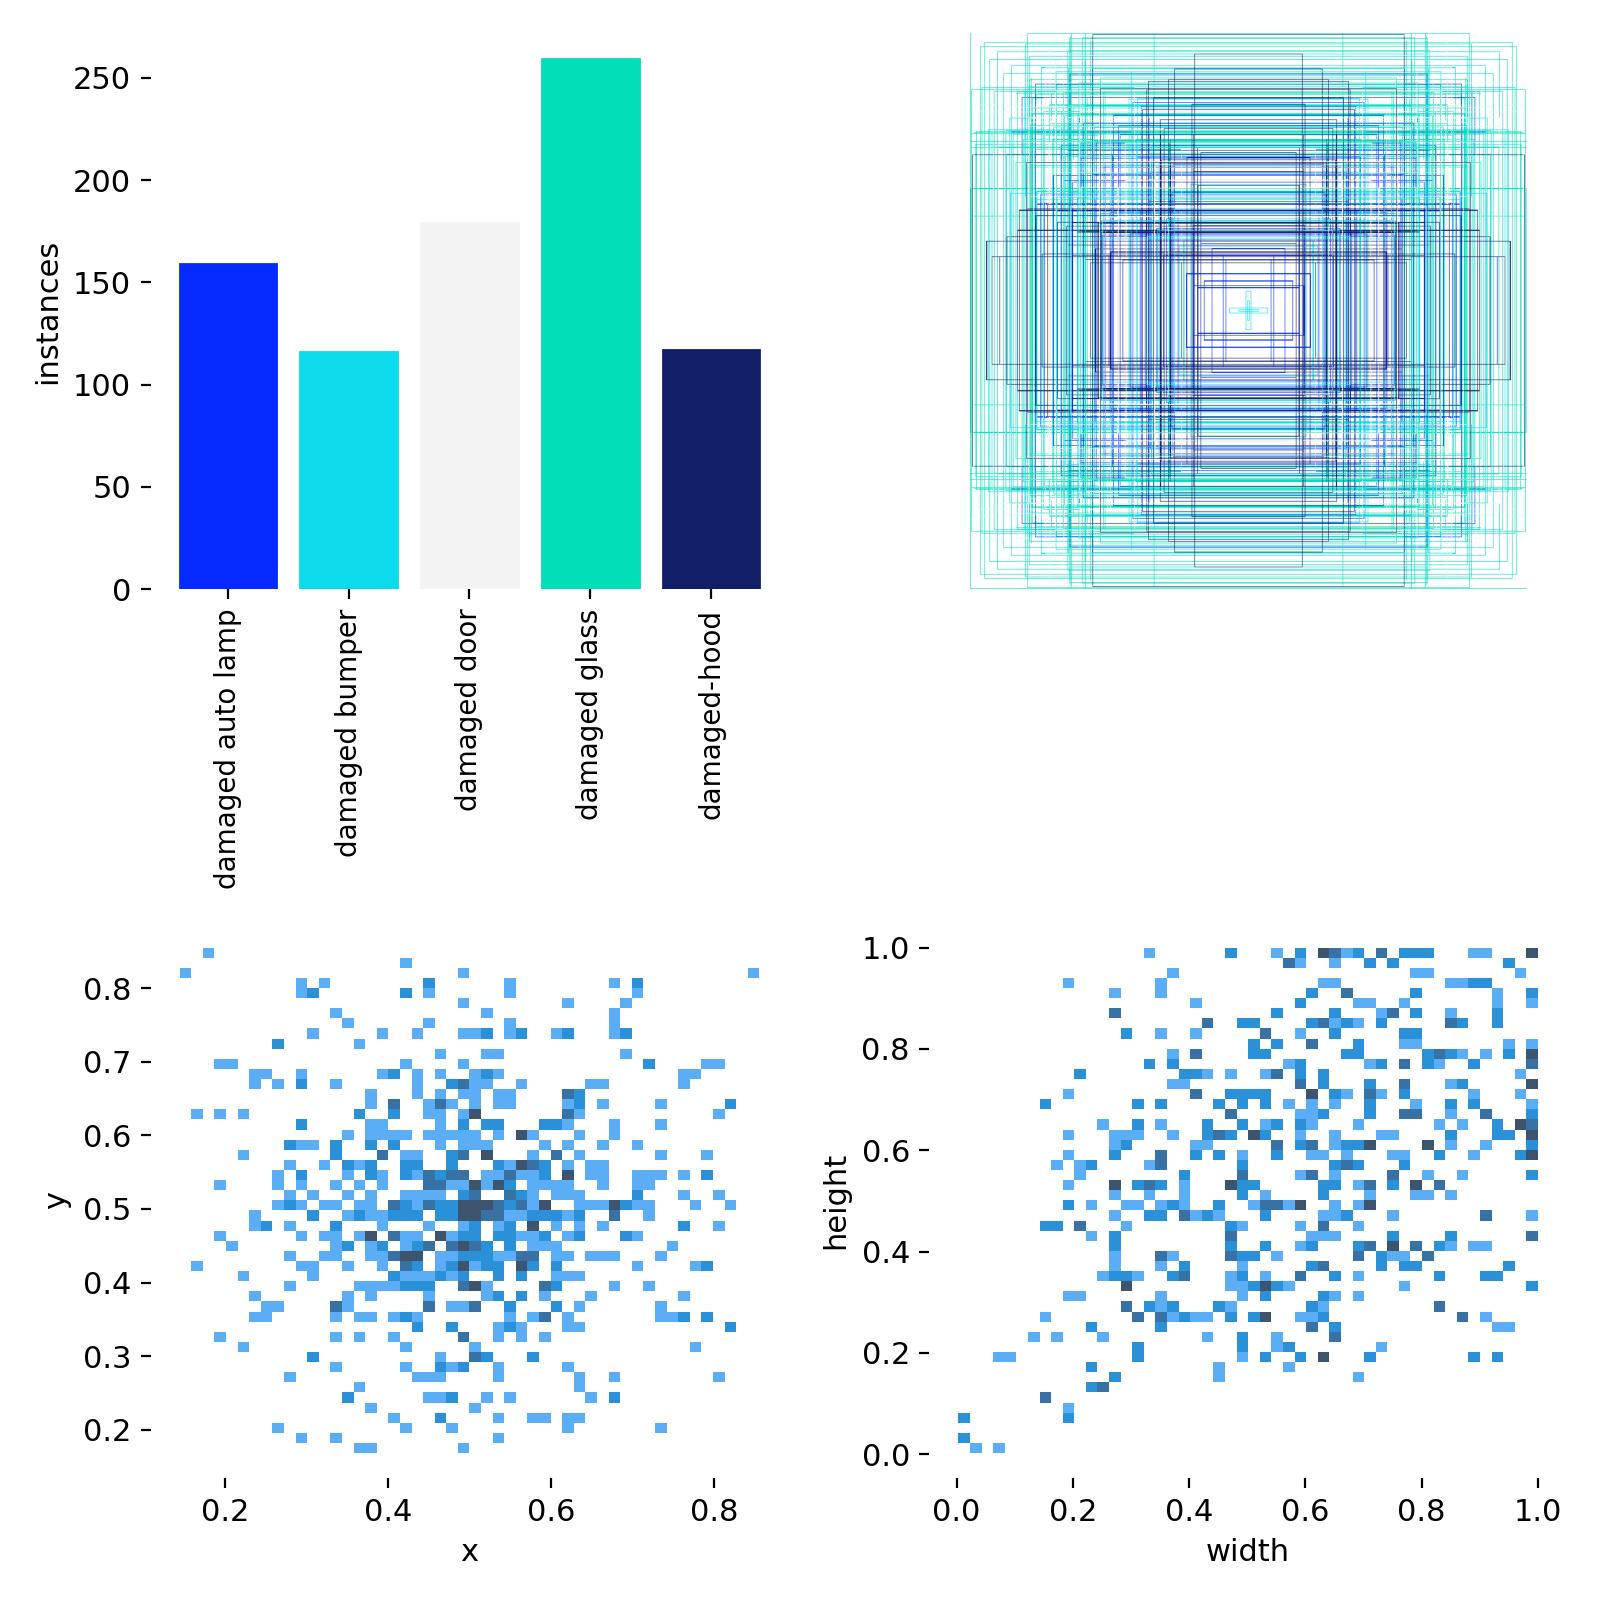 instances
250
200
150
100
50
0
damaged auto lamp
damaged bumper
damaged door
damaged glass
damaged-hood
y
0.8
0.7
0.6
0.5
0.4
0.3
0.2
0.2 0.4 0.6 0.8
x
height
1.0
0.8
0.6
0.4
0.2
0.0
0.0 0.2 0.4 0.6 0.8 1.0
width